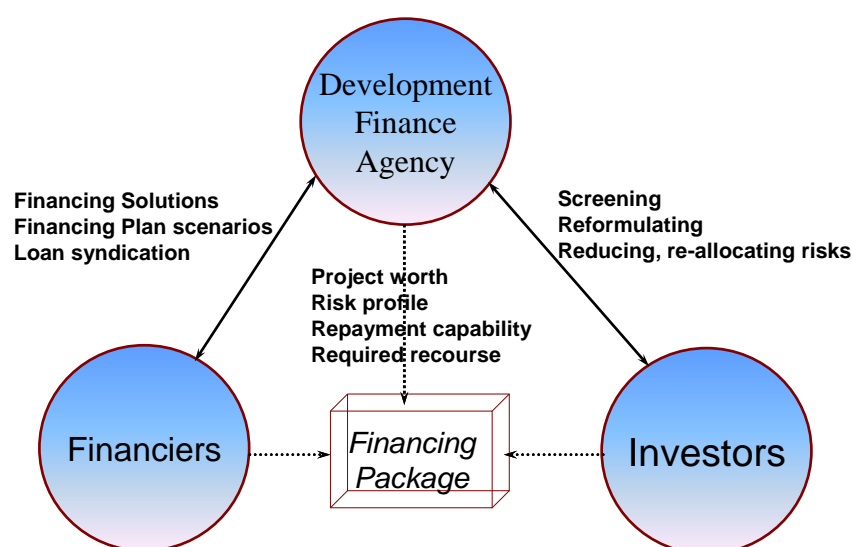 Development
Finance
Agency
Financing Solutions
Financing Plan scenarios
Loan syndication
Screening
Reformulating
Reducing, re-allocating risks
Project worth
Risk profile
Repayment capability
Required recourse
Financiers
Financing
Package
Investors